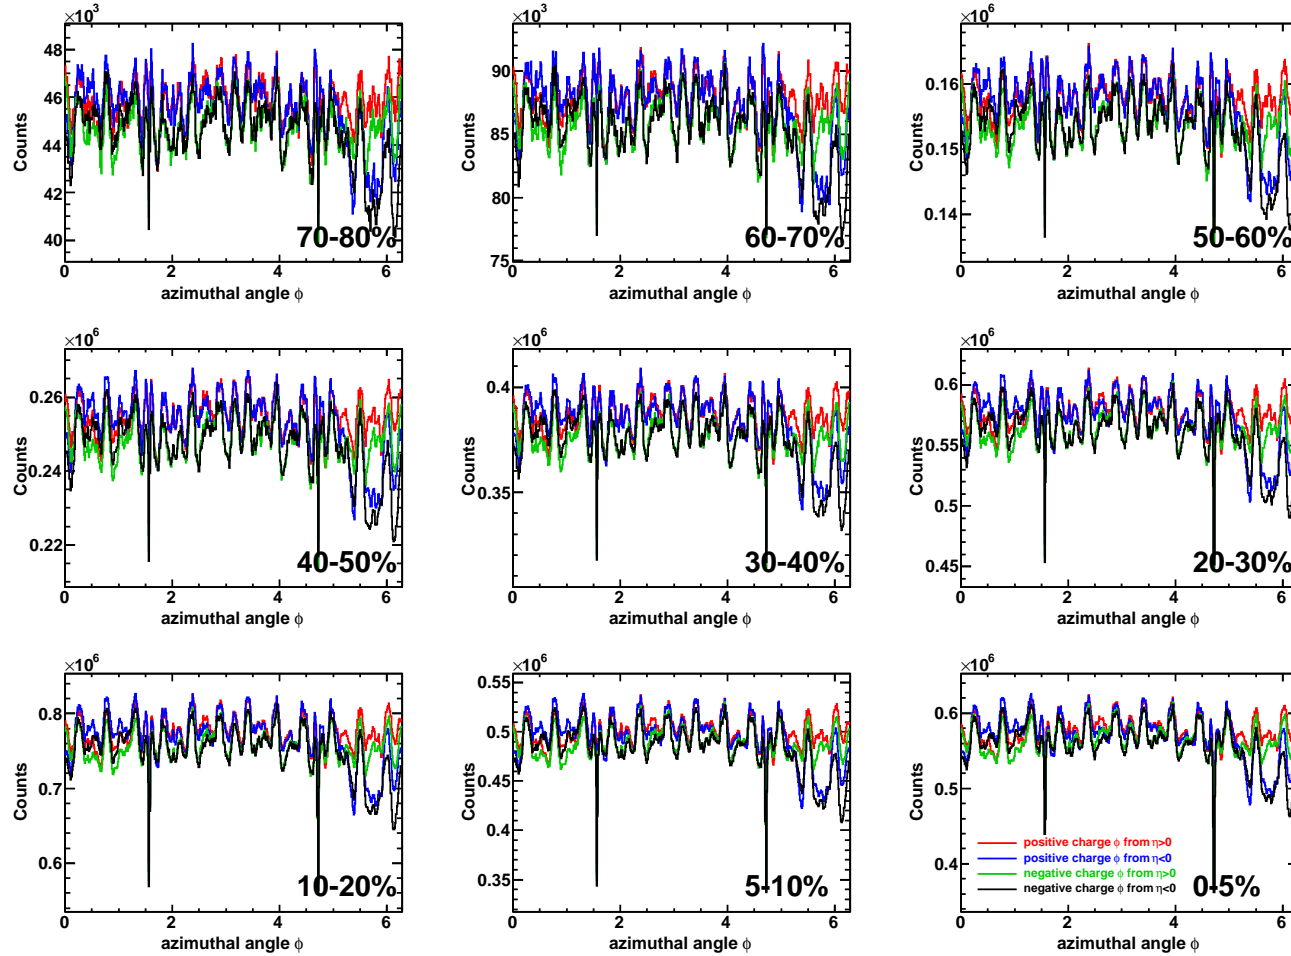 ×10³ ×10³ ×10⁶
48
46
44
42
40
Counts
70-80%
0 2 4 6
azimuthal angle ϕ
90
85
80
75
Counts
60-70%
0 2 4 6
azimuthal angle ϕ
0.16
0.15
0.14
Counts
50-60%
0 2 4 6
azimuthal angle ϕ
×10⁶ ×10⁶ ×10⁶
0.26
0.24
0.22
Counts
40-50%
0 2 4 6
azimuthal angle ϕ
0.4
0.35
Counts
30-40%
0 2 4 6
azimuthal angle ϕ
0.6
0.55
0.5
0.45
Counts
20-30%
0 2 4 6
azimuthal angle ϕ
×10⁶ ×10⁶ ×10⁶
0.8
0.7
0.6
Counts
10-20%
0 2 4 6
azimuthal angle ϕ
0.55
0.5
0.45
0.4
0.35
Counts
5-10%
0 2 4 6
azimuthal angle ϕ
0.6
0.5
0.4
Counts
positive charge ϕ from η>0
positive charge ϕ from η<0
negative charge ϕ from η>0
negative charge ϕ from η<0
0-5%
0 2 4 6
azimuthal angle ϕ